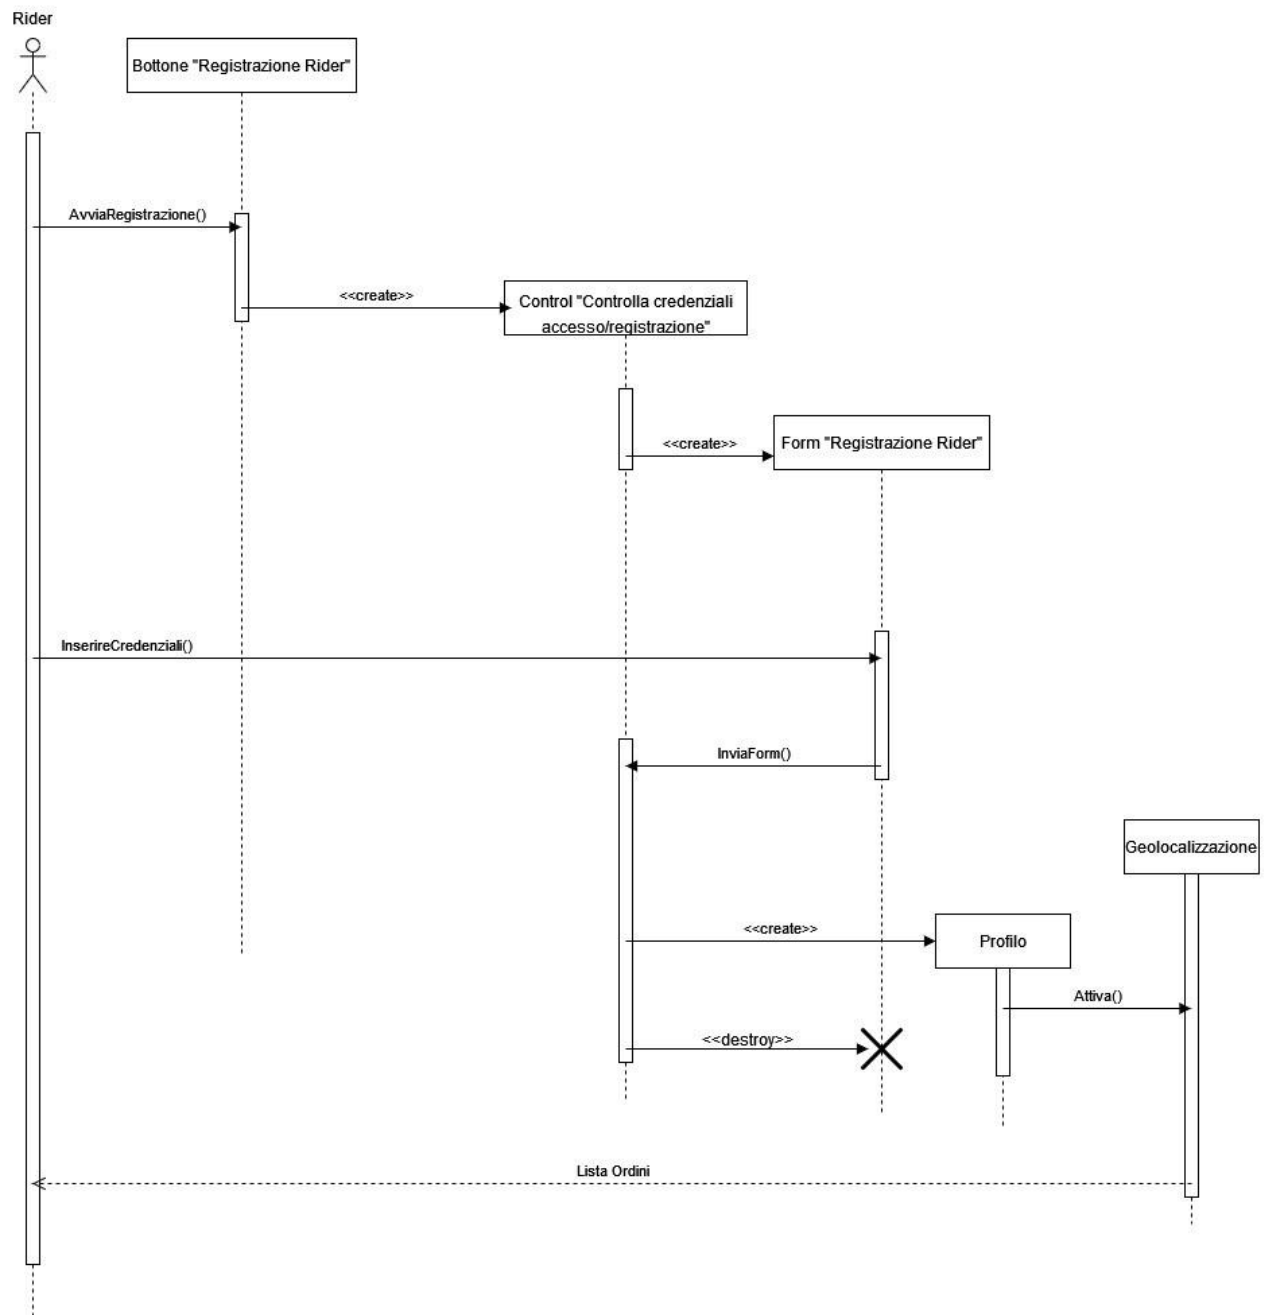 Rider
Bottone "Registrazione Rider"
AvviaRegistrazione()
<<create>>
Control "Controlla credenziali
accesso/registrazione"
<<create>>
Form "Registrazione Rider"
InserireCredenziali()
InviaForm()
Geolocalizzazione
<<create>>
Profilo
Attiva()
<<destroy>>
Lista Ordini